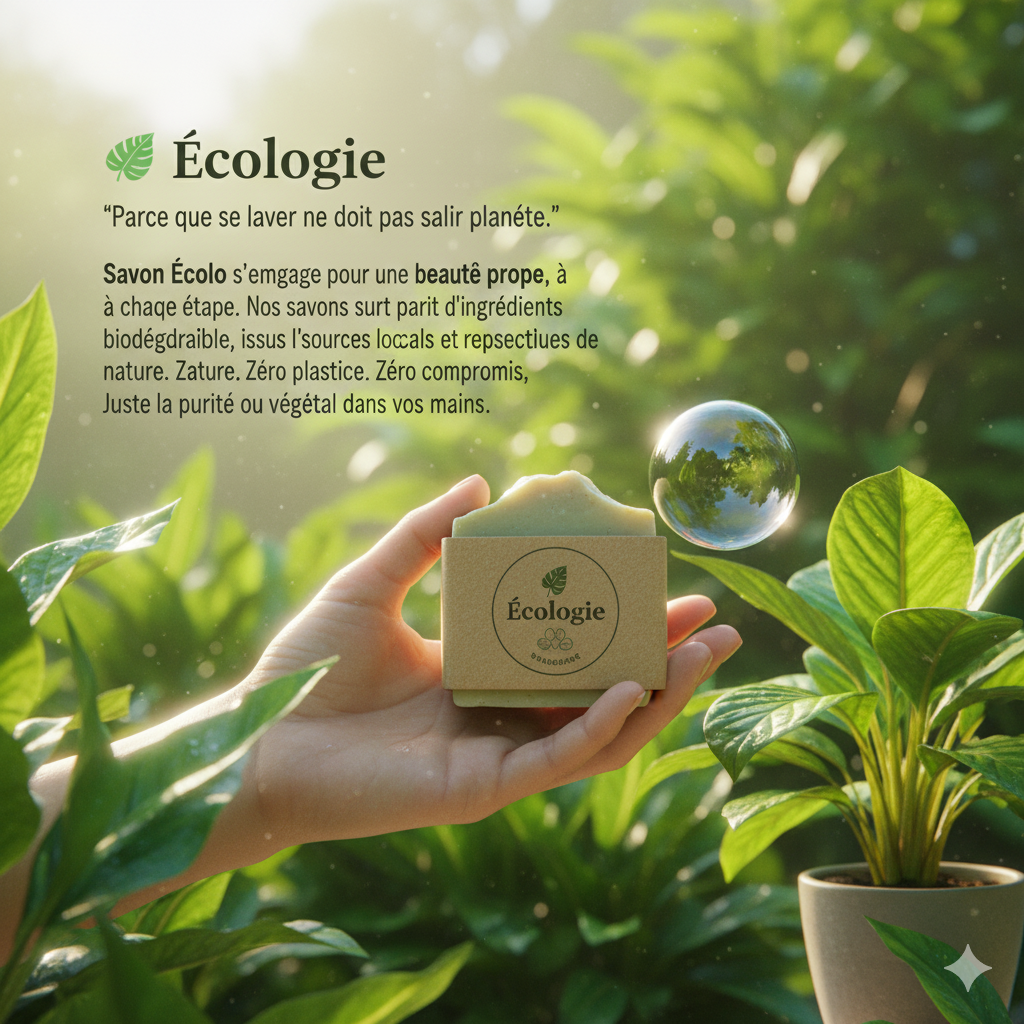 Écologie
“Parce que se laver ne doit pas salir planéte.”
Savon Écolo s'emgage pour une beautê prope, à
à chaqe étape. Nos savons surt parit d'ingrédients
biodégdraible, issus l'sources locals et repsectiues de
nature. Zature. Zéro plastice. Zéro compromis,
Juste la purité ou végétal dans vos mains.
Écologie